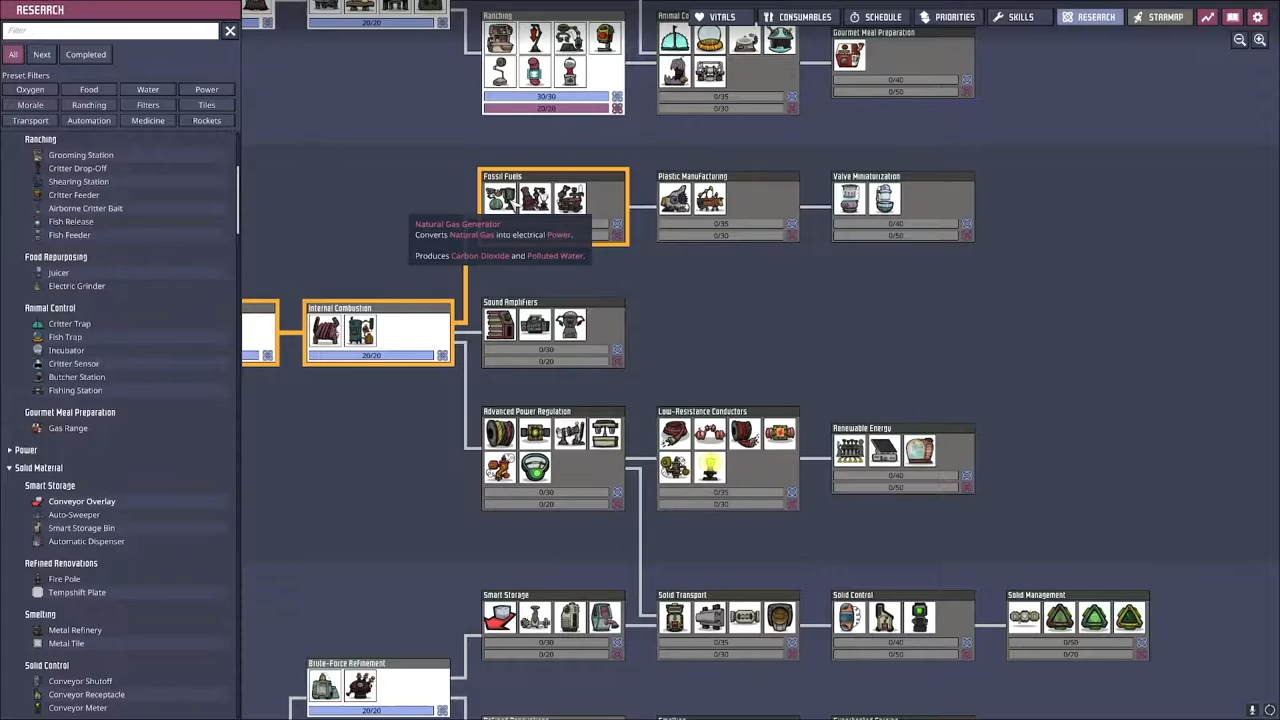 RESEARCH
VITALS
CONSUMABLES
SCHEDULE
PRIORITIES
SKILLS
RESEARCH
STARMAP
Filter
All
Next
Completed
Preset Filters
Oxygen
Food
Water
Power
Morale
Ranching
Filters
Tiles
Transport
Automation
Medicine
Rockets
Ranching
Grooming Station
Critter Drop-Off
Shearing Station
Critter Feeder
Airborne Critter Bait
Fish Release
Fish Feeder
Food Repurposing
Juicer
Electric Grinder
Animal Control
Critter Trap
Fish Trap
Incubator
Critter Sensor
Butcher Station
Fishing Station
Gourmet Meal Preparation
Gas Range
Power
Solid Material
Smart Storage
Conveyor Overlay
Auto-Sweeper
Smart Storage Bin
Automatic Dispenser
Refined Renovations
Fire Pole
Tempshift Plate
Smelting
Metal Refinery
Metal Tile
Solid Control
Conveyor Shutoff
Conveyor Receptacle
Conveyor Meter
20/20
Ranching
30/30
20/20
Animal Co
0/35
0/30
Gourmet Meal Preparation
0/40
0/50
Fossil Fuels
Natural Gas Generator
Converts Natural Gas into electrical Power.
Produces Carbon Dioxide and Polluted Water.
Plastic Manufacturing
0/35
0/30
Valve Miniaturization
0/40
0/50
Internal Combustion
20/20
Sound Amplifiers
0/30
0/20
Advanced Power Regulation
0/30
0/20
Low-Resistance Conductors
0/35
0/30
Renewable Energy
0/40
0/50
Smart Storage
0/30
0/20
Solid Transport
0/35
0/30
Solid Control
0/40
0/50
Solid Management
0/50
0/70
Brute-Force Refinement
20/20